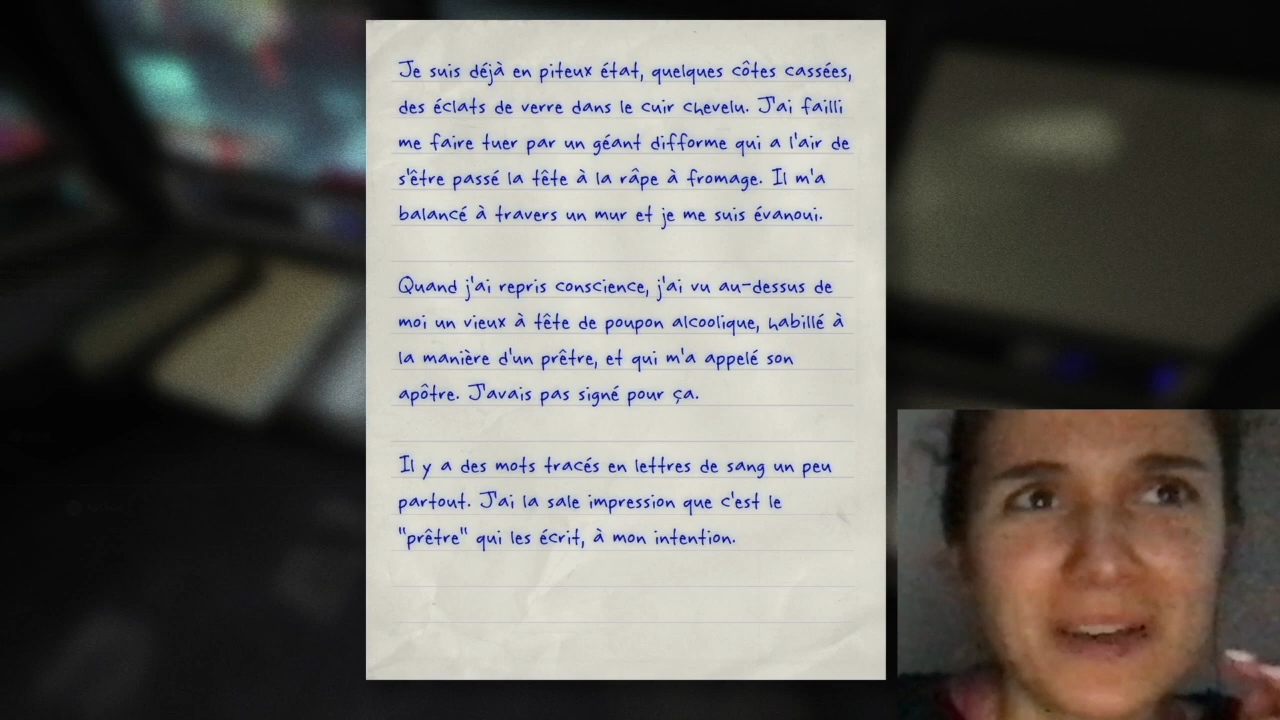 Je suis déjà en piteux état, quelques côtes cassées,
des éclats de verre dans le cuir chevelu. J'ai failli
me faire tuer par un géant difforme qui a l'air de
s'être passé la tête à la râpe à fromage. Il m'a
balancé à travers un mur et je me suis évanoui.
Quand j'ai repris conscience, j'ai vu au-dessus de
moi un vieux à tête de poupon alcoolique, habillé à
la manière d'un prêtre, et qui m'a appelé son
apôtre. J'avais pas signé pour ça.
Il y a des mots tracés en lettres de sang un peu
partout. J'ai la sale impression que c'est le
"prêtre" qui les écrit, à mon intention.